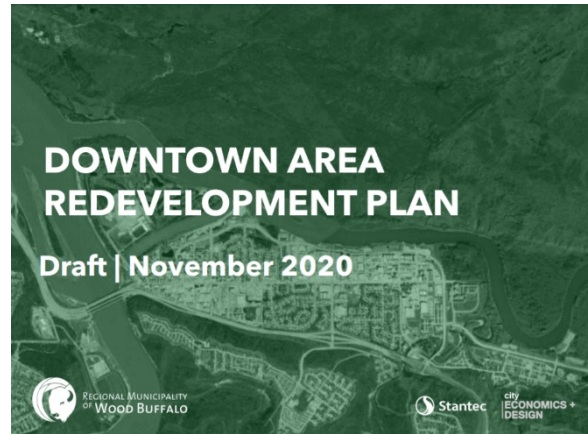 DOWNTOWN AREA
REDEVELOPMENT PLAN
Draft | November 2020
REGIONAL MUNICIPALITY
OF WOOD BUFFALO
Stantec
city
ECONOMICS +
DESIGN